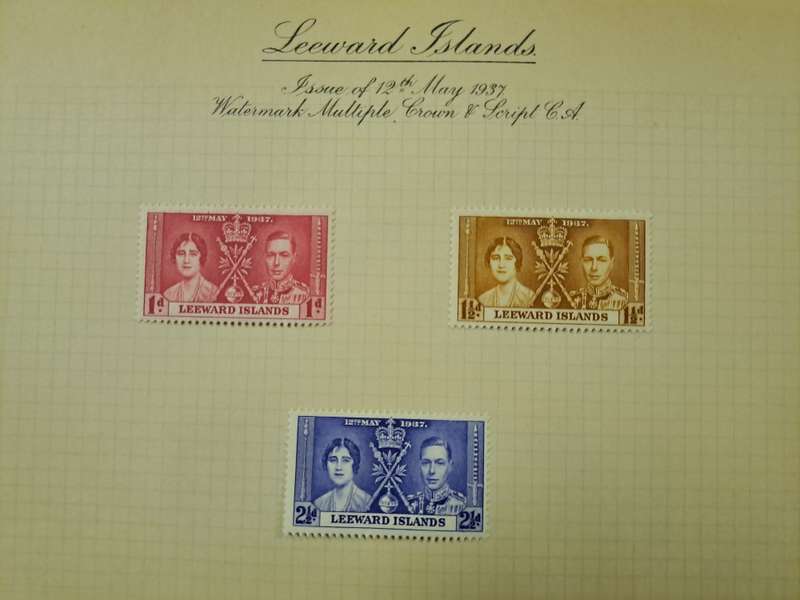 Leeward Islands.
Issue of 12th May 1937
Watermark Multiple Crown & Script C.A.
12TH MAY 1937.
1d. 1d.
LEEWARD ISLANDS
12TH MAY 1937.
1½d. 1½d.
LEEWARD ISLANDS
12TH MAY 1937.
2½d. 2½d.
LEEWARD ISLANDS